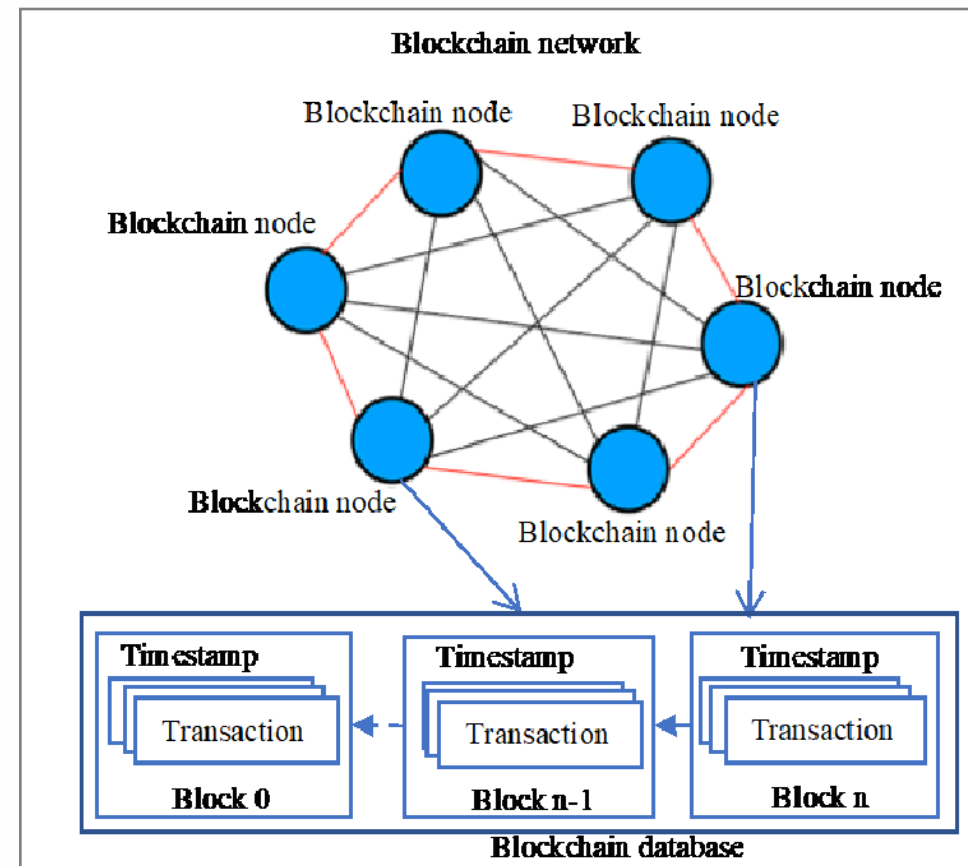 Blockchain network
Blockchain node
Blockchain node
Blockchain node
Blockchain node
Blockchain node
Blockchain node
Timestamp
Timestamp
Timestamp
Transaction
Transaction
Transaction
Block 0
Block n-1
Block n
Blockchain database